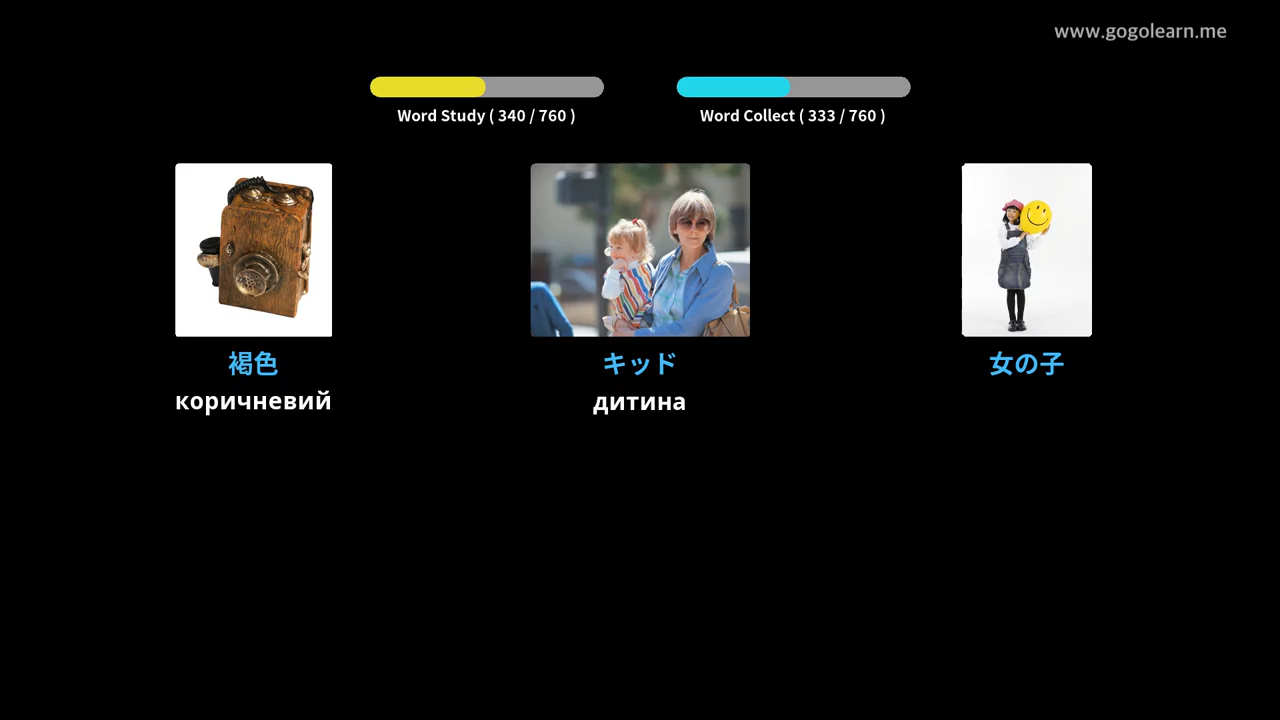 www.gogolearn.me
Word Study ( 340 / 760 )
Word Collect ( 333 / 760 )
褐色
キッド
女の子
коричневий
дитина